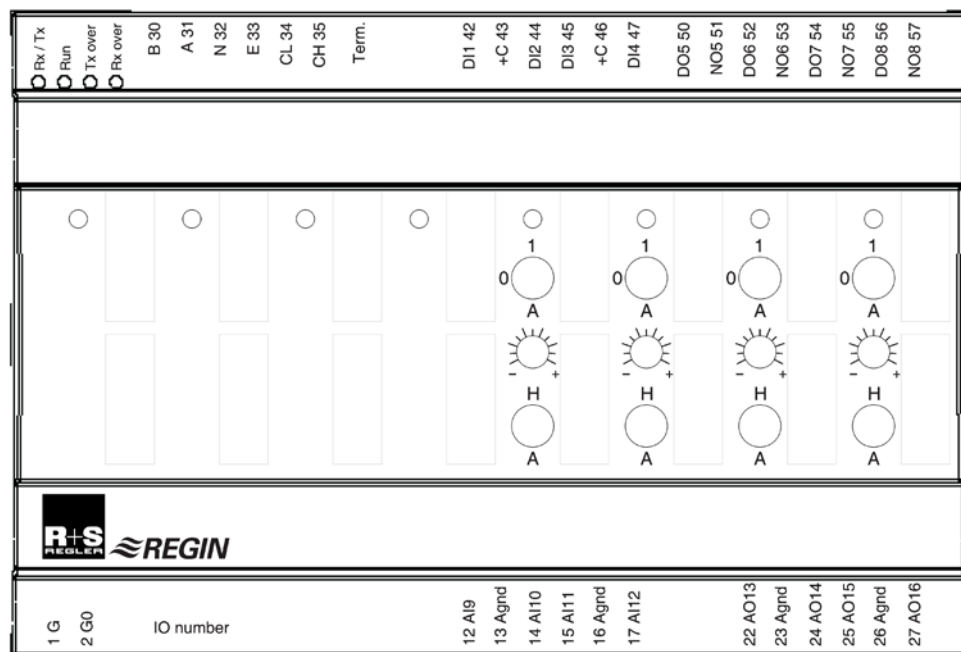 Rx / Tx
Run
Tx over
Rx over
B 30
A 31
N 32
E 33
CL 34
CH 35
Term.
DI1 42
+C 43
DI2 44
DI3 45
+C 46
DI4 47
DO5 50
NO5 51
DO6 52
NO6 53
DO7 54
NO7 55
DO8 56
NO8 57
1 1 1 1
0 0 0 0
A A A A
- + - + - + - +
H H H H
A A A A
R+S
REGLER
REGIN
1 G
2 G0
IO number
12 AI9
13 Agnd
14 AI10
15 AI11
16 Agnd
17 AI12
22 AO13
23 Agnd
24 AO14
25 AO15
26 Agnd
27 AO16